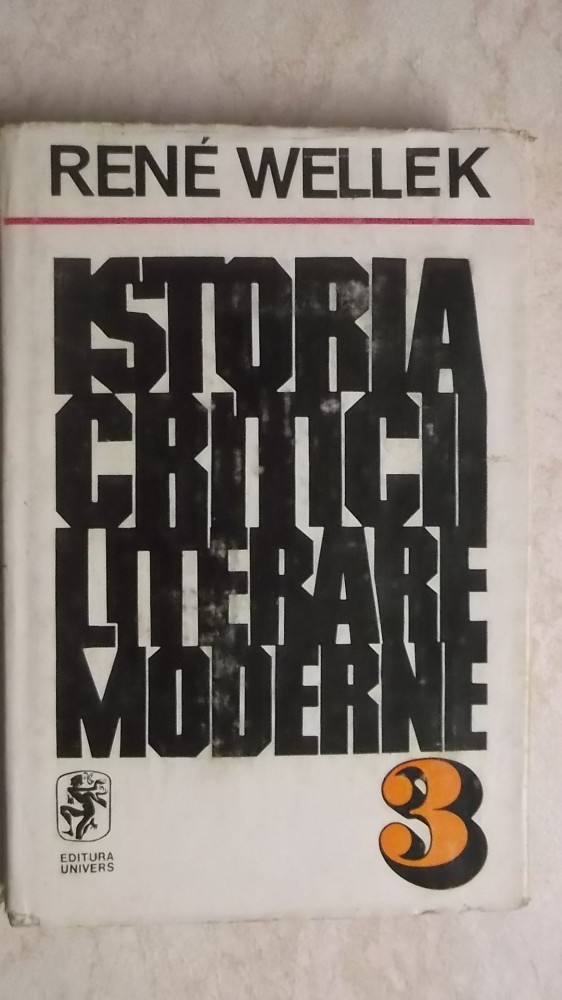 RENÉ WELLEK
ISTORIA
CRITICII
LITERARE
MODERNE
3
EDITURA
UNIVERS